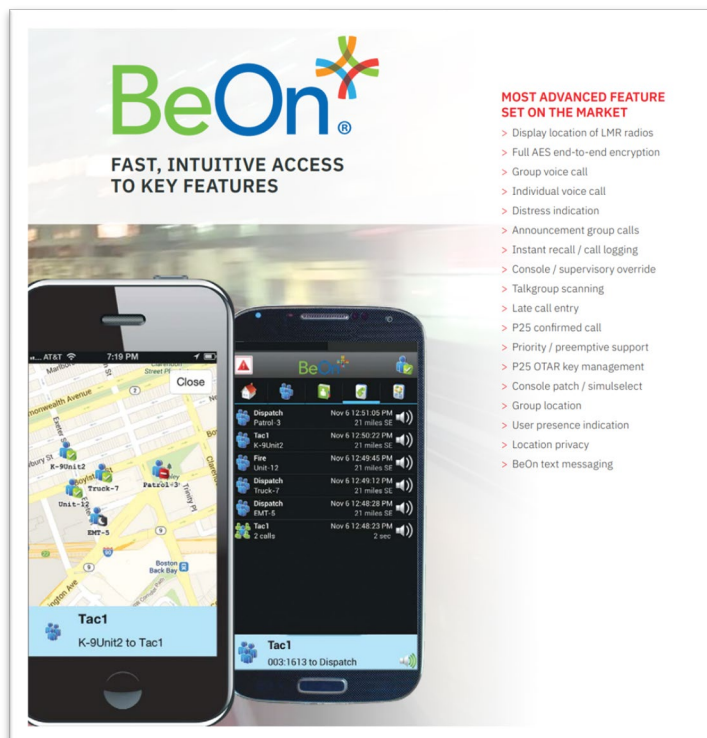 BeOn
®
FAST, INTUITIVE ACCESS
TO KEY FEATURES
MOST ADVANCED FEATURE
SET ON THE MARKET
> Display location of LMR radios
> Full AES end-to-end encryption
> Group voice call
> Individual voice call
> Distress indication
> Announcement group calls
> Instant recall / call logging
> Console / supervisory override
> Talkgroup scanning
> Late call entry
> P25 confirmed call
> Priority / preemptive support
> P25 OTAR key management
> Console patch / simulselect
> Group location
> User presence indication
> Location privacy
> BeOn text messaging
AT&T 7:19 PM
Close
K-9Unit2
Truck-7
Patrol-3
Unit-12
EMT-5
Trinity Pl
2
9
90
9
Boston
Back Bay
Tac1
K-9Unit2 to Tac1
BeOn
Dispatch Nov 6 12:51:05 PM
Patrol-3 21 miles SE
Tac1 Nov 6 12:50:22 PM
K-9Unit2 21 miles SE
Fire Nov 6 12:49:45 PM
Unit-12 21 miles SE
Dispatch Nov 6 12:49:12 PM
Truck-7 21 miles SE
Dispatch Nov 6 12:48:28 PM
EMT-5 21 miles SE
Tac1 Nov 6 12:48:23 PM
2 calls 2 sec
Tac1
003:1613 to Dispatch